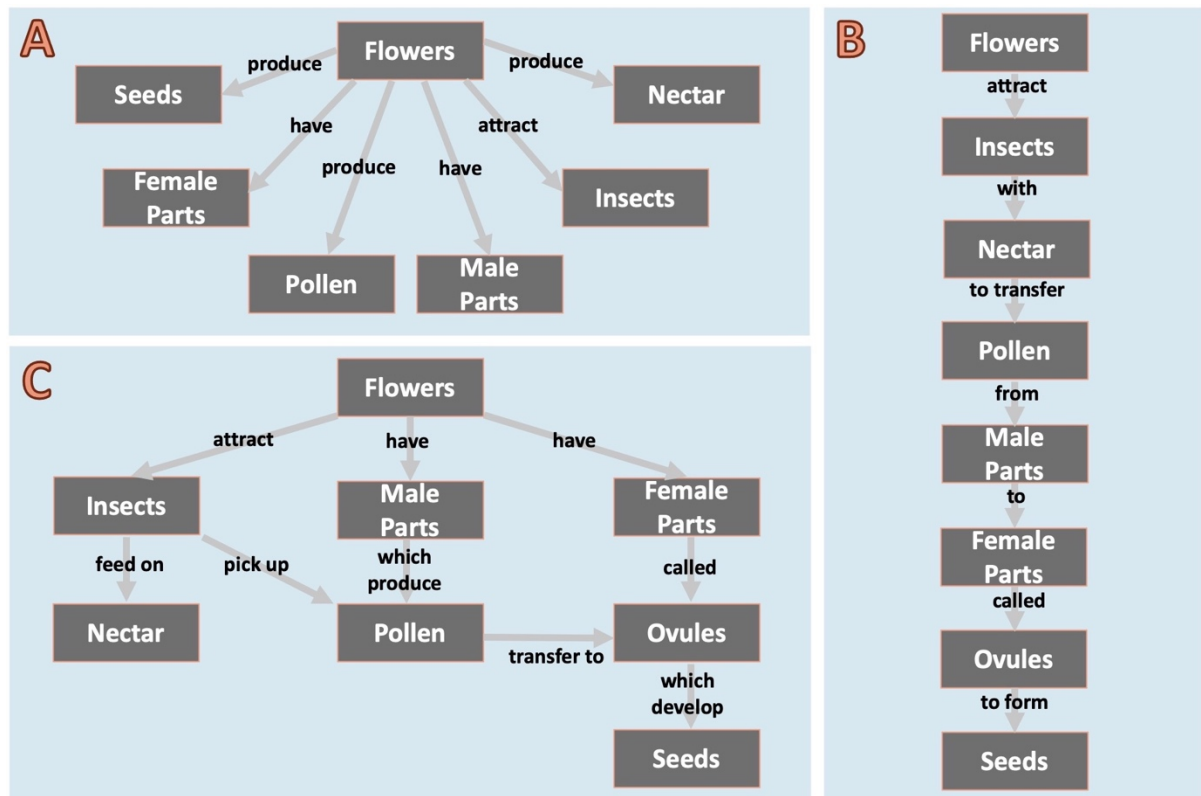 A
Flowers
produce
produce
Seeds
Nectar
have
attract
produce
have
Female
Parts
Insects
Pollen
Male
Parts
B
Flowers
attract
Insects
with
Nectar
to transfer
Pollen
from
Male
Parts
to
Female
Parts
called
Ovules
to form
Seeds
C
Flowers
attract
have
have
Insects
Male
Parts
Female
Parts
feed on
pick up
which
produce
called
Nectar
Pollen
transfer to
Ovules
which
develop
Seeds